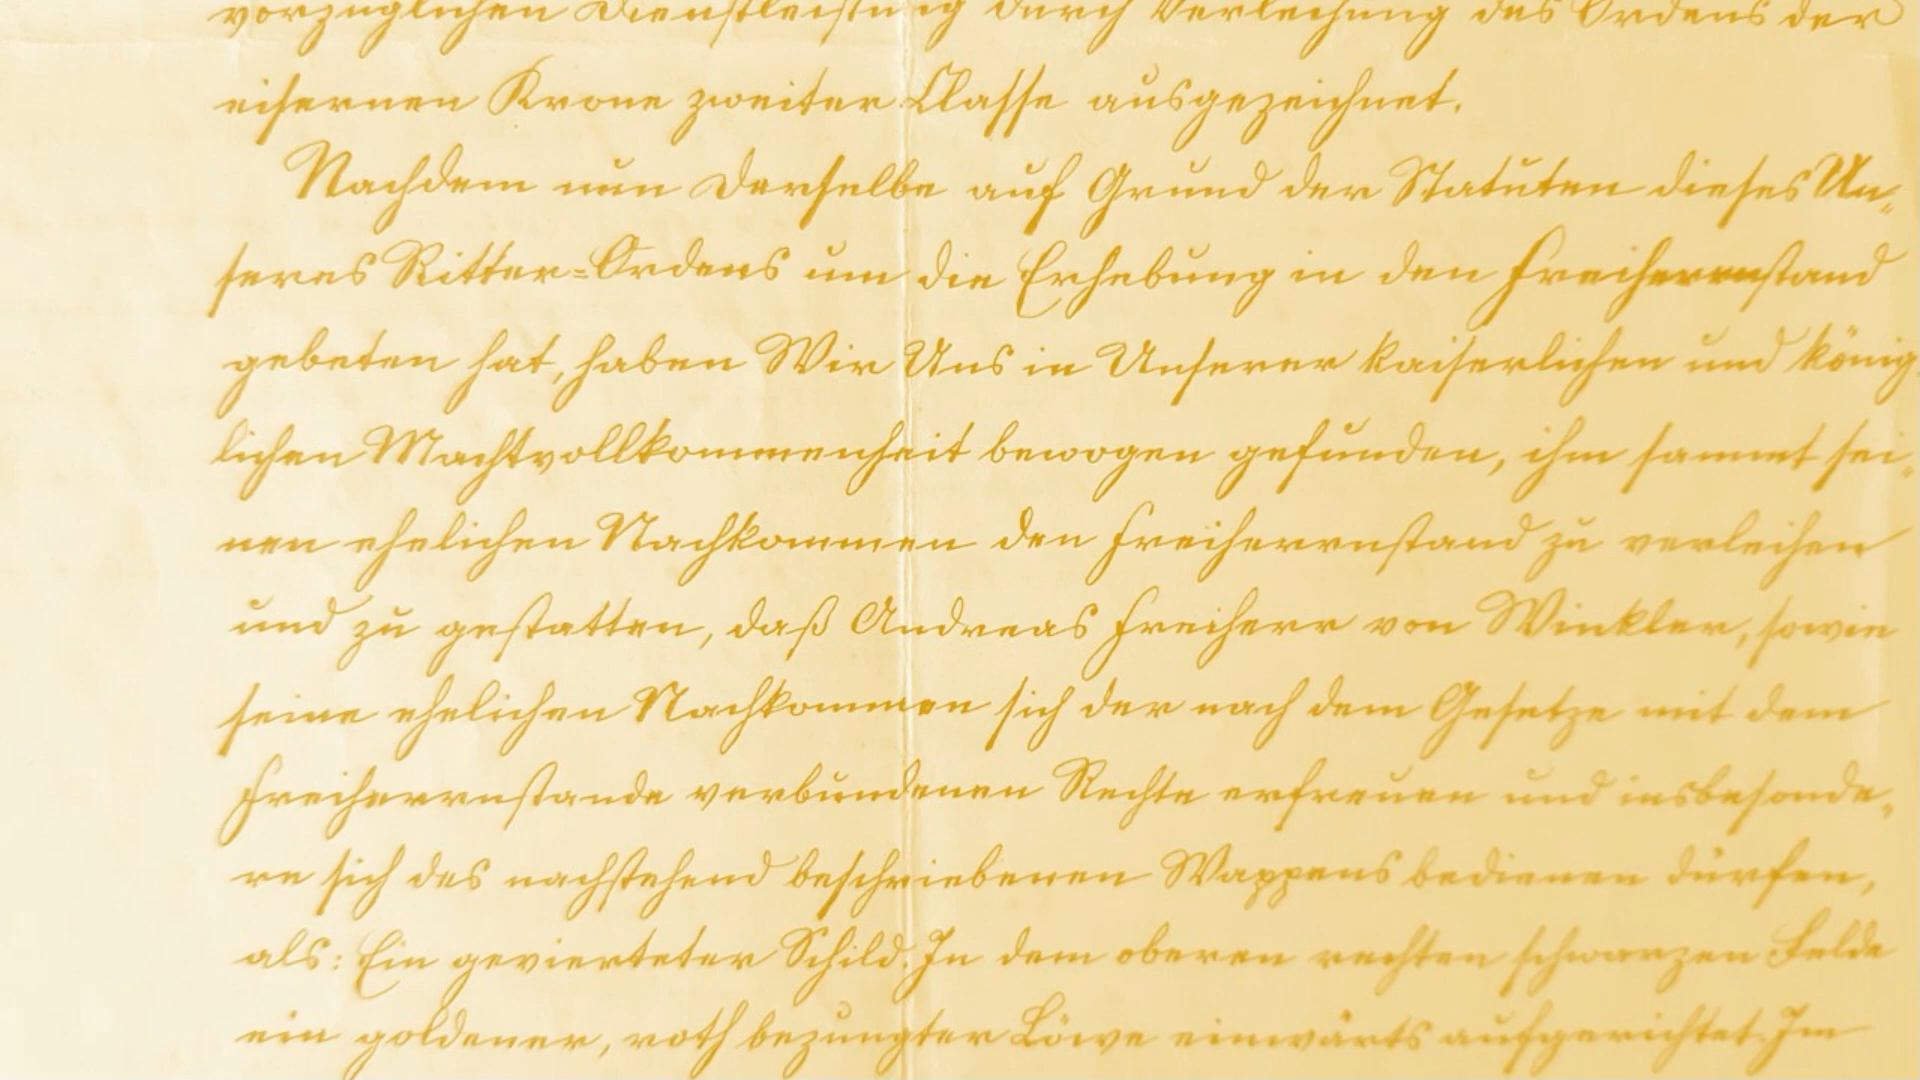 vorzüglichen Dienstleistung durch Verleihung des Ordens der
eisernen Krone zweiter Classe ausgezeichnet.
Nachdem nun Derselbe auf Grund der Statuten dieses Un-
seres Ritter=Ordens um die Erhebung in den Freiherrnstand
gebeten hat, haben Wir Uns in Unserer kaiserlichen und könig-
lichen Machtvollkommenheit bewogen gefunden, ihm sammt sei-
nen ehelichen Nachkommen den Freiherrnstand zu verleihen
und zu gestatten, daß Andreas Freiherr von Winkler, sowie
seine ehelichen Nachkommen sich der nach dem Gesetze mit dem
Freiherrnstande verbundenen Rechte erfreuen und insbesonde-
re sich des nachstehend beschriebenen Wappens bedienen dürfen,
als: Ein gevierteter Schild. In dem oberen rechten schwarzen Felde
ein goldener, roth bezungter Löwe einwärts aufgerichtet. Im